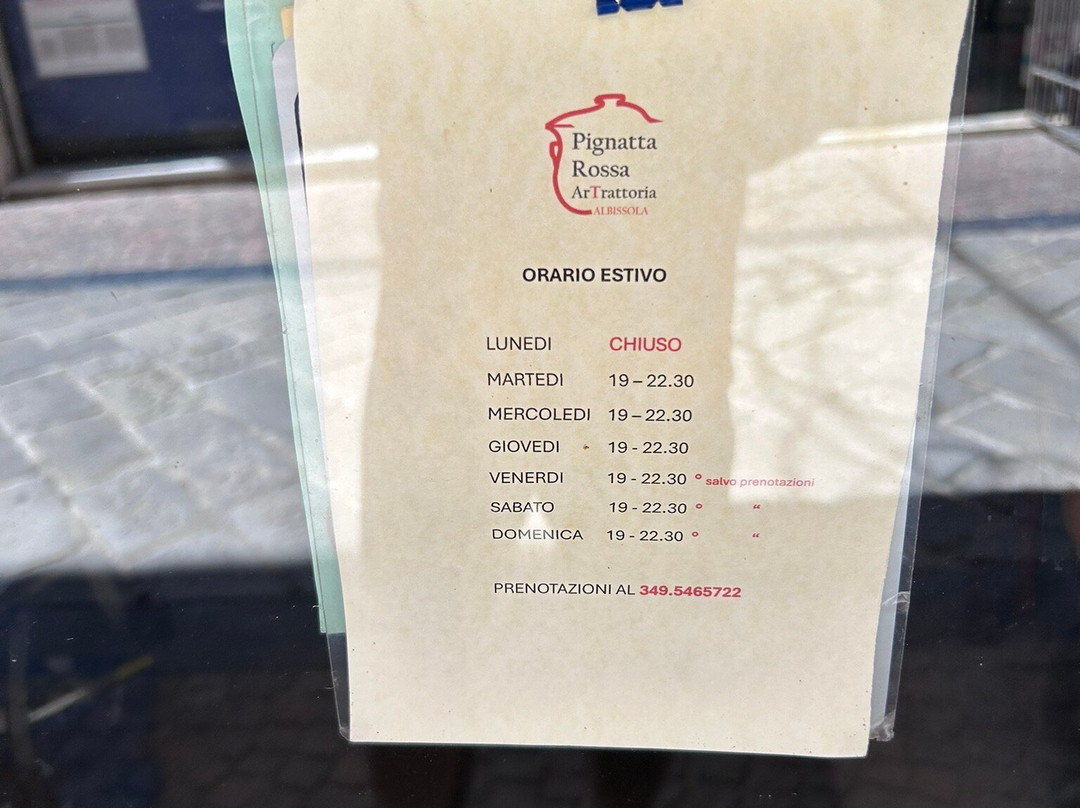 Pignatta
Rossa
ArTrattoria
ALBISSOLA
ORARIO ESTIVO
LUNEDI CHIUSO
MARTEDI 19 – 22.30
MERCOLEDI 19 – 22.30
GIOVEDI 19 - 22.30
VENERDI 19 - 22.30 ° salvo prenotazioni
SABATO 19 - 22.30 ° “
DOMENICA 19 - 22.30 ° “
PRENOTAZIONI AL 349.5465722